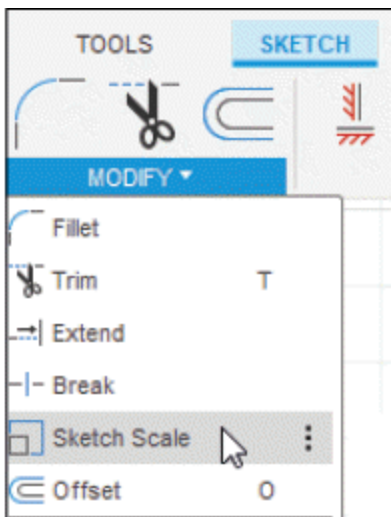 TOOLS SKETCH
MODIFY
Fillet
Trim T
Extend
Break
Sketch Scale
Offset O